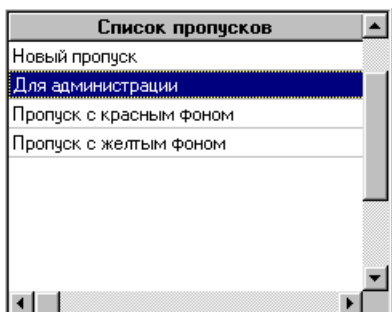 Список пропусков
Новый пропуск
Для администрации
Пропуск с красным фоном
Пропуск с желтым фоном